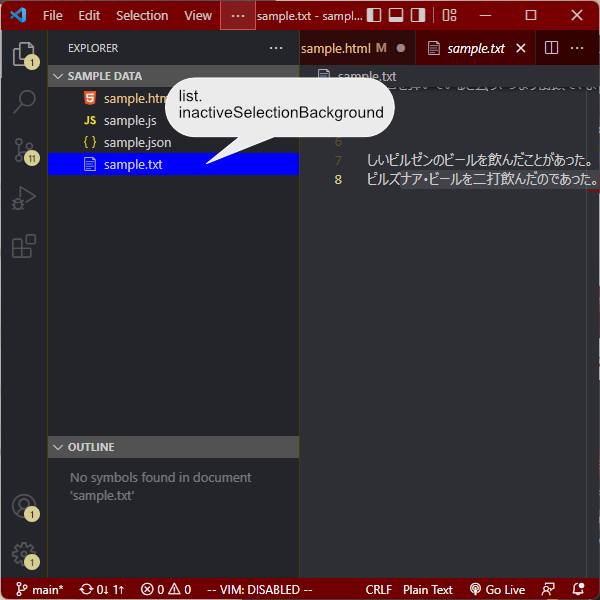 File Edit Selection View ··· sample.txt - sampl...
EXPLORER ···
sample.html M
sample.txt
SAMPLE DATA
sample.txt
sample.htm
list.
inactiveSelectionBackground
JS sample.js
{ } sample.json
sample.txt
6
7 しいピルゼンのビールを飲んだことがあった。
8 ピルズナア・ビールを二打飲んだのであった。
1
11
OUTLINE
No symbols found in document
'sample.txt'
1
1
main* 0↓ 1↑ 0 0 -- VIM: DISABLED -- CRLF Plain Text Go Live